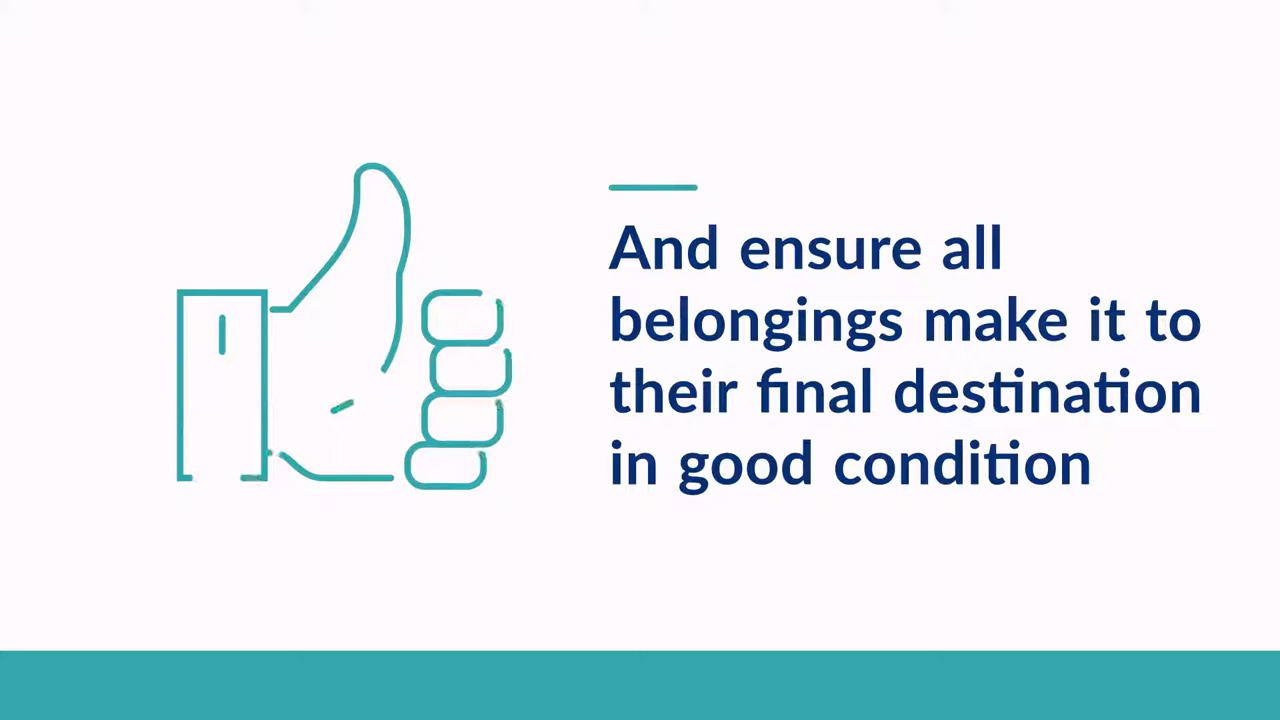 And ensure all
belongings make it to
their final destination
in good condition